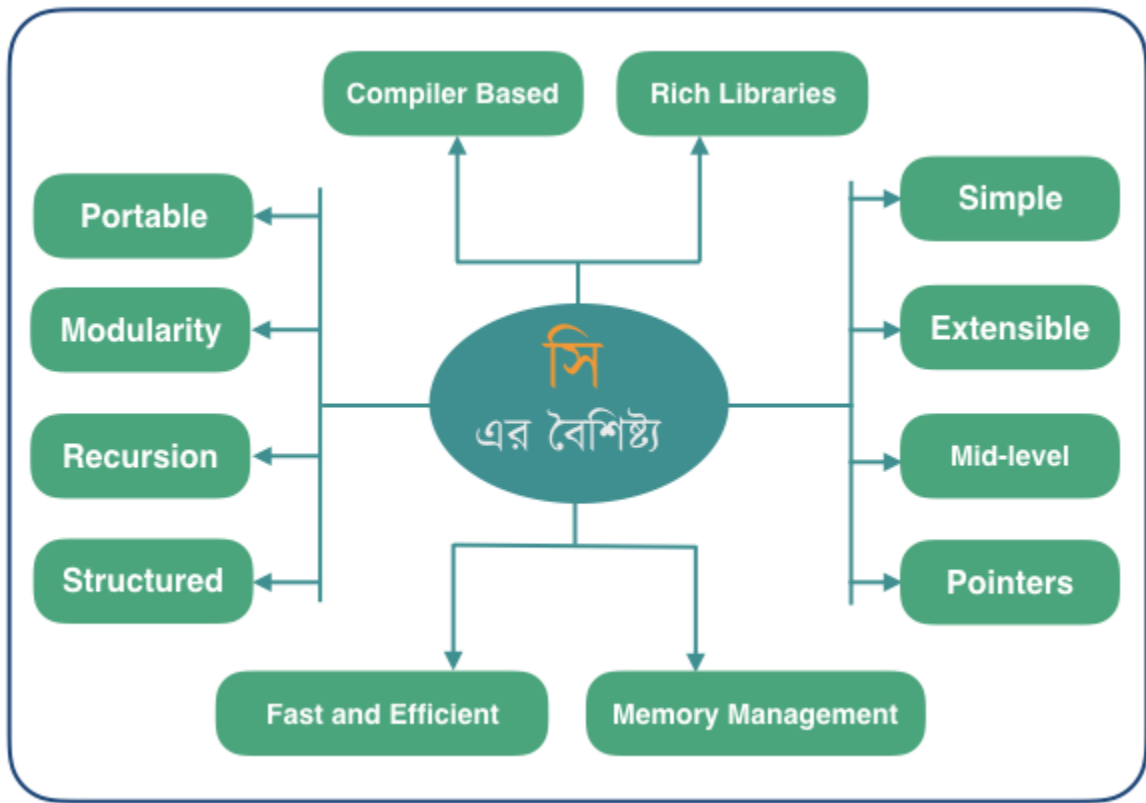 Compiler Based
Rich Libraries
Portable
Modularity
Recursion
Structured
সি
এর বৈশিষ্ট্য
Simple
Extensible
Mid-level
Pointers
Fast and Efficient
Memory Management